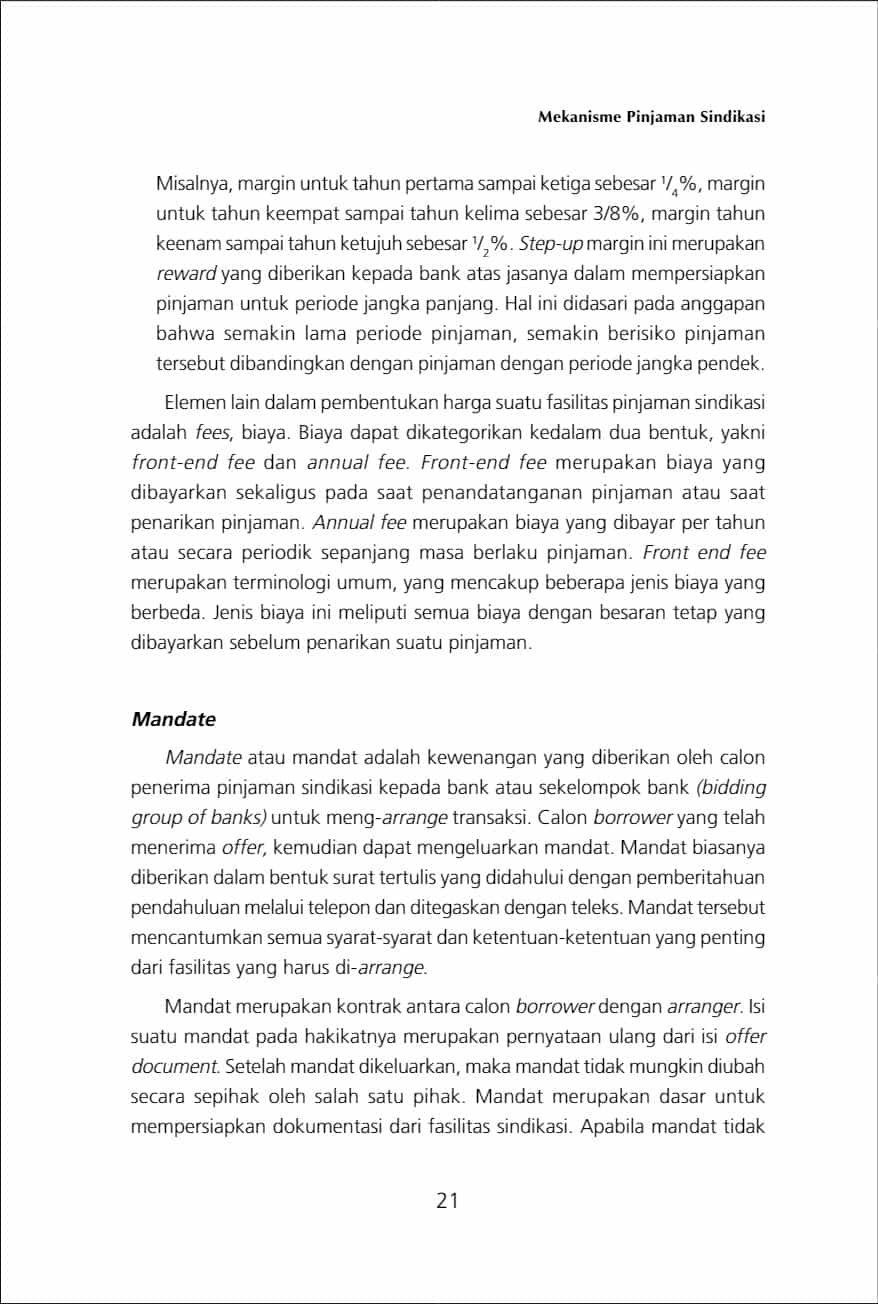 Mekanisme Pinjaman Sindikasi
Misalnya, margin untuk tahun pertama sampai ketiga sebesar ¹/₄%, margin
untuk tahun keempat sampai tahun kelima sebesar 3/8%, margin tahun
keenam sampai tahun ketujuh sebesar ¹/₂%. Step-up margin ini merupakan
reward yang diberikan kepada bank atas jasanya dalam mempersiapkan
pinjaman untuk periode jangka panjang. Hal ini didasari pada anggapan
bahwa semakin lama periode pinjaman, semakin berisiko pinjaman
tersebut dibandingkan dengan pinjaman dengan periode jangka pendek.
Elemen lain dalam pembentukan harga suatu fasilitas pinjaman sindikasi
adalah fees, biaya. Biaya dapat dikategorikan kedalam dua bentuk, yakni
front-end fee dan annual fee. Front-end fee merupakan biaya yang
dibayarkan sekaligus pada saat penandatanganan pinjaman atau saat
penarikan pinjaman. Annual fee merupakan biaya yang dibayar per tahun
atau secara periodik sepanjang masa berlaku pinjaman. Front end fee
merupakan terminologi umum, yang mencakup beberapa jenis biaya yang
berbeda. Jenis biaya ini meliputi semua biaya dengan besaran tetap yang
dibayarkan sebelum penarikan suatu pinjaman.
Mandate
Mandate atau mandat adalah kewenangan yang diberikan oleh calon
penerima pinjaman sindikasi kepada bank atau sekelompok bank (bidding
group of banks) untuk meng-arrange transaksi. Calon borrower yang telah
menerima offer, kemudian dapat mengeluarkan mandat. Mandat biasanya
diberikan dalam bentuk surat tertulis yang didahului dengan pemberitahuan
pendahuluan melalui telepon dan ditegaskan dengan teleks. Mandat tersebut
mencantumkan semua syarat-syarat dan ketentuan-ketentuan yang penting
dari fasilitas yang harus di-arrange.
Mandat merupakan kontrak antara calon borrower dengan arranger. Isi
suatu mandat pada hakikatnya merupakan pernyataan ulang dari isi offer
document. Setelah mandat dikeluarkan, maka mandat tidak mungkin diubah
secara sepihak oleh salah satu pihak. Mandat merupakan dasar untuk
mempersiapkan dokumentasi dari fasilitas sindikasi. Apabila mandat tidak
21